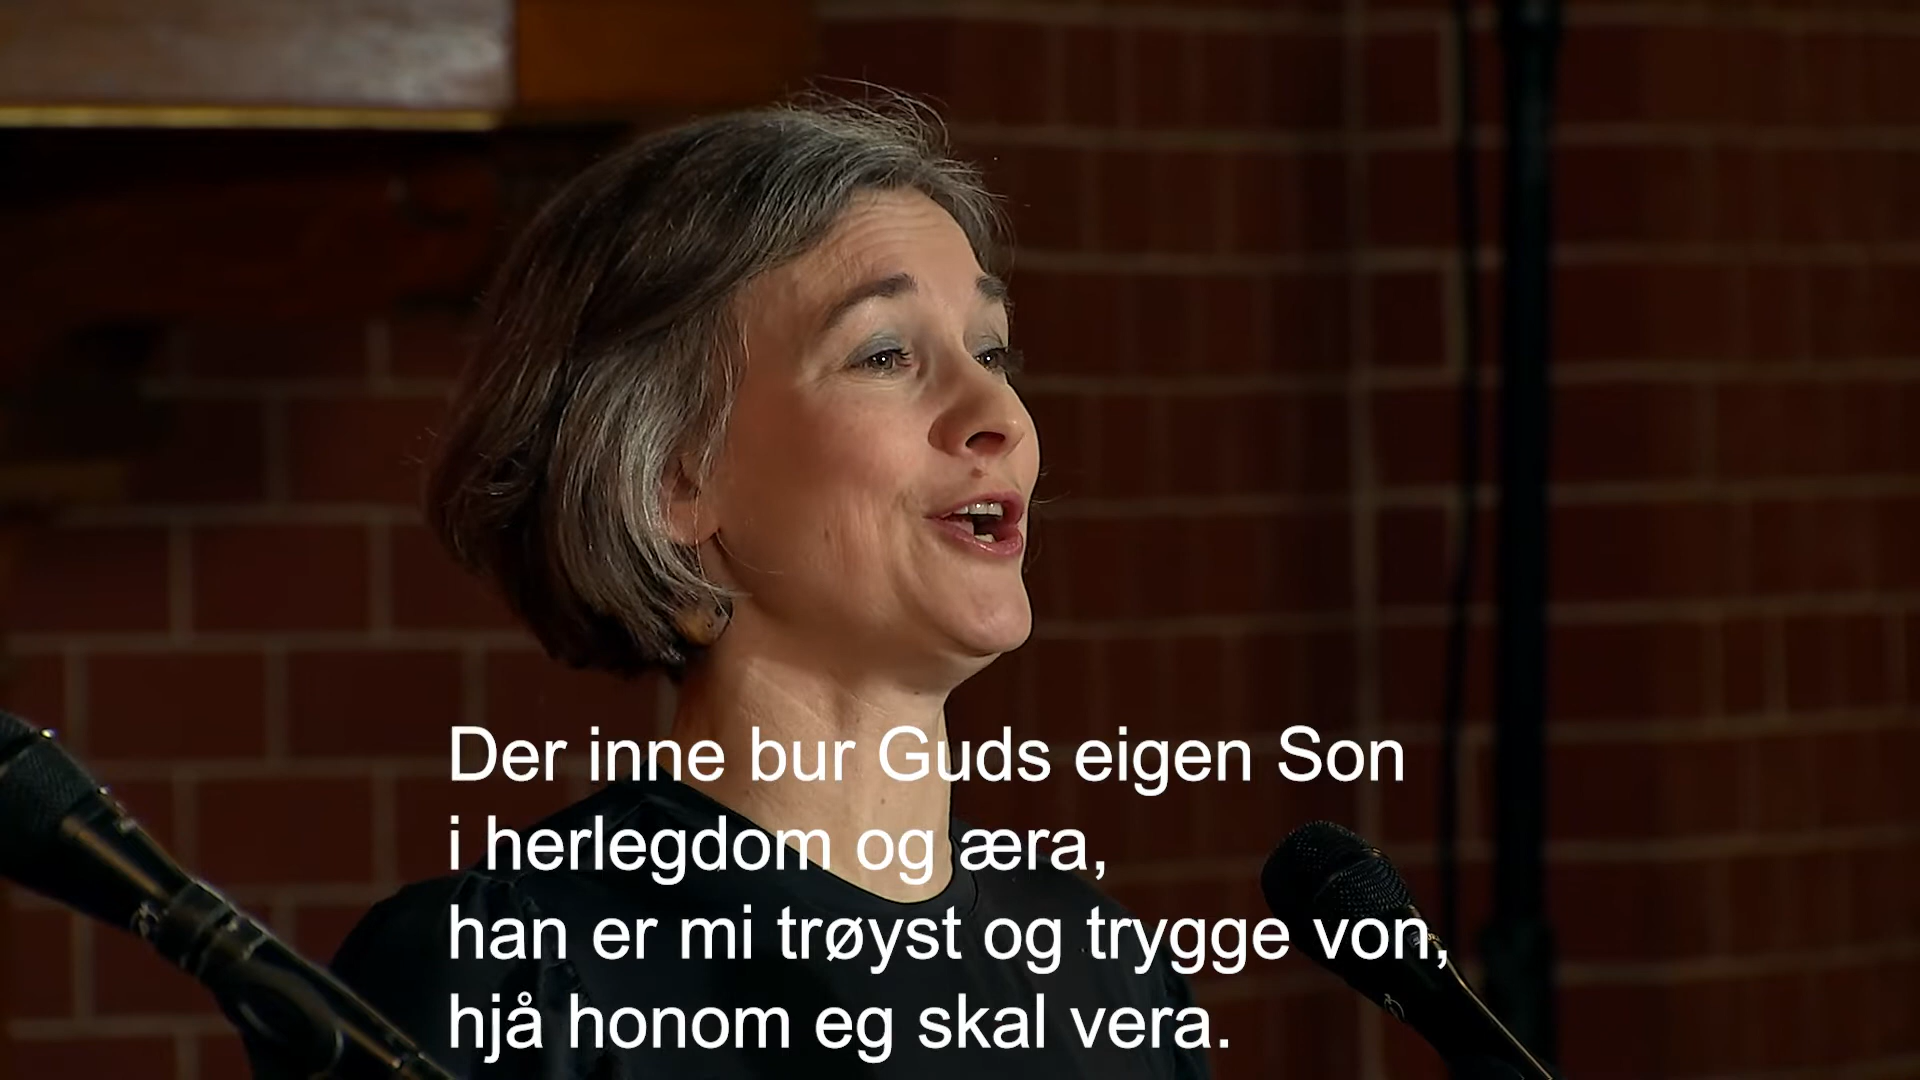 Der inne bur Guds eigen Son
i herlegdom og æra,
han er mi trøyst og trygge von,
hjå honom eg skal vera.